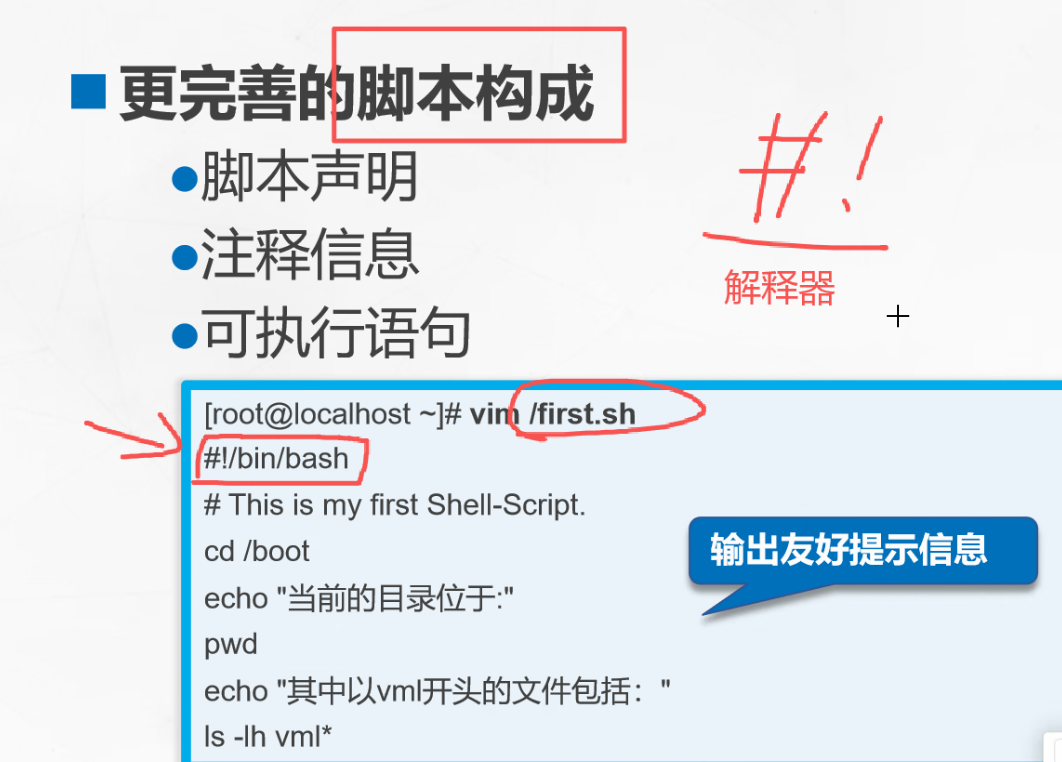 更完善的脚本构成
脚本声明
注释信息
可执行语句
#!
解释器
[root@localhost ~]# vim /first.sh
#!/bin/bash
# This is my first Shell-Script.
cd /boot
echo "当前的目录位于:"
pwd
echo "其中以vml开头的文件包括："
ls -lh vml*
输出友好提示信息